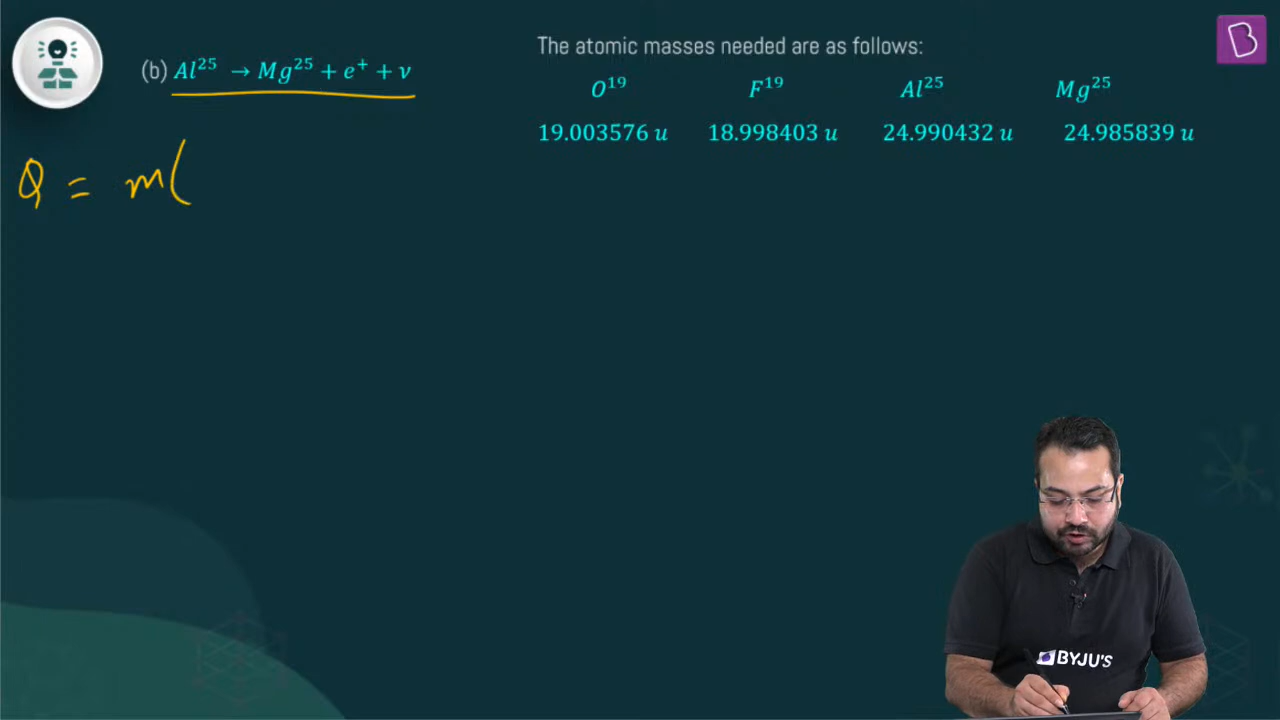 (b) Al²⁵ → Mg²⁵ + e⁺ + ν
The atomic masses needed are as follows:
O¹⁹ F¹⁹ Al²⁵ Mg²⁵
19.003576 u 18.998403 u 24.990432 u 24.985839 u
Q = m(
BYJU'S